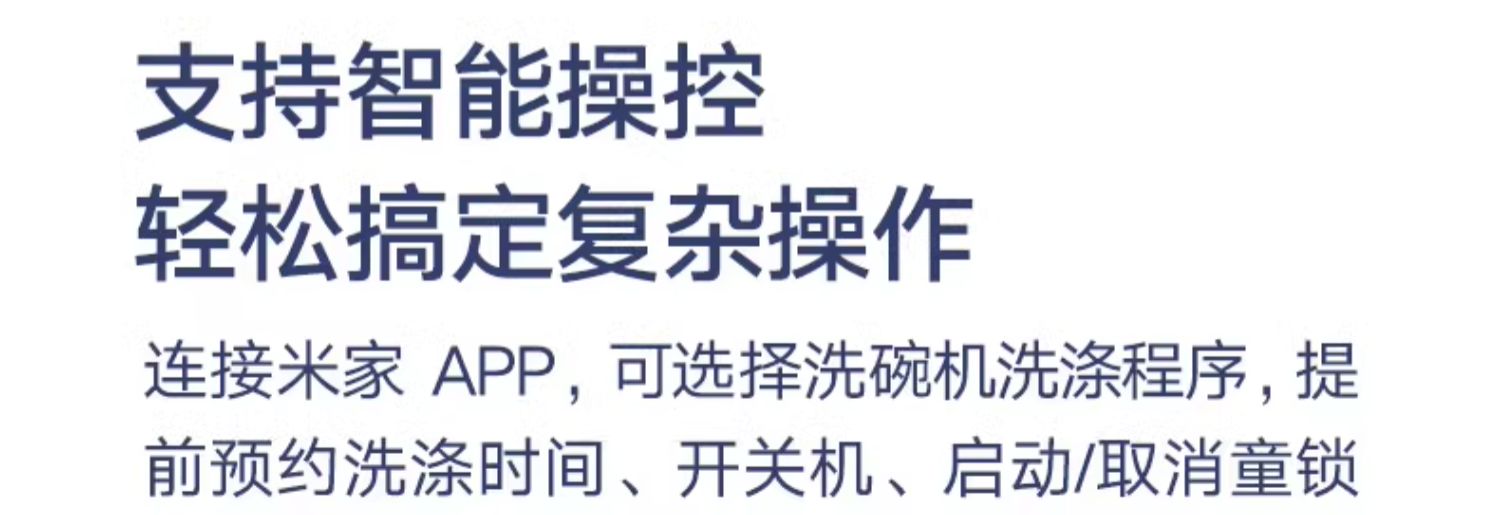 支持智能操控
轻松搞定复杂操作
连接米家 APP，可选择洗碗机洗涤程序，提
前预约洗涤时间、开关机、启动/取消童锁